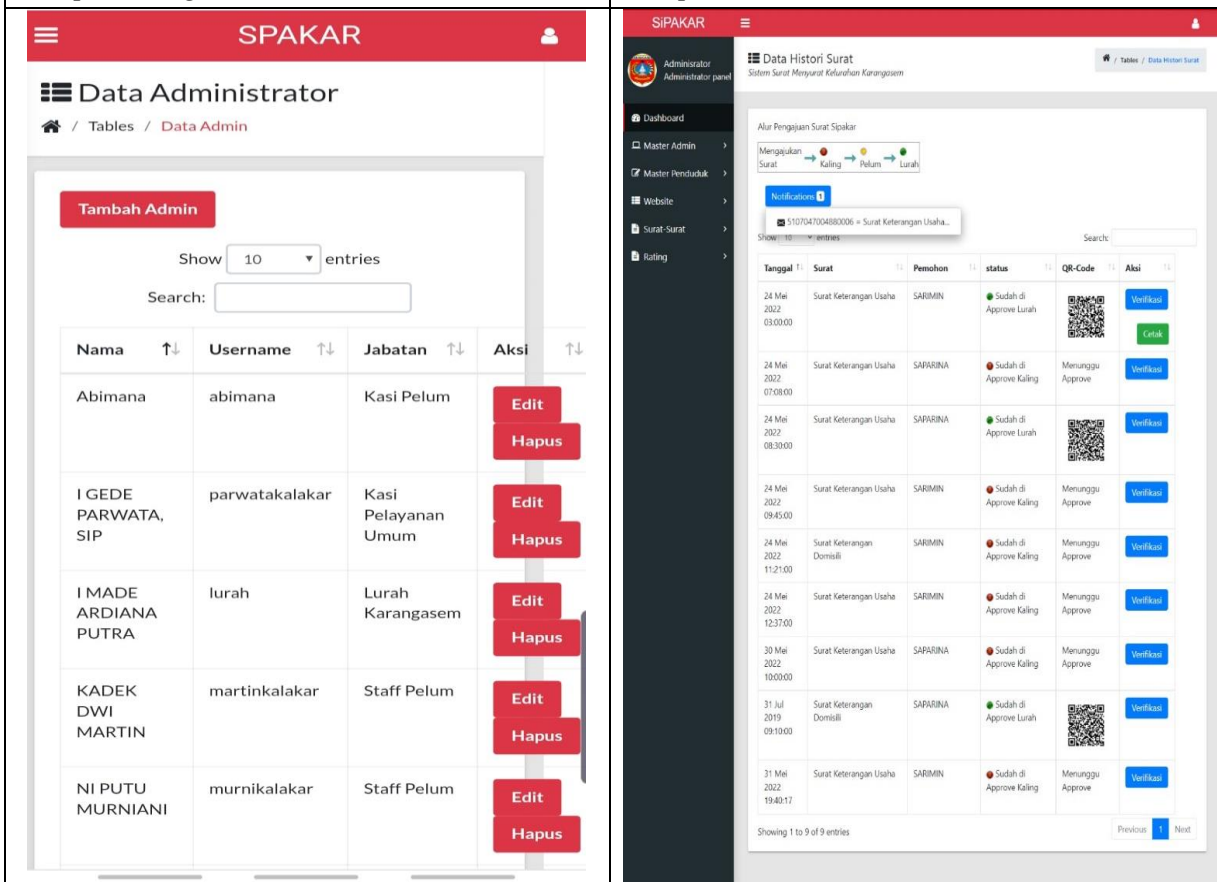 SPAKAR
Data Administrator
/ Tables / Data Admin
Tambah Admin
Show 10 entries
Search:
Nama Username Jabatan Aksi
Abimana abimana Kasi Pelum Edit
Hapus
I GEDE parwatakalakar Kasi Edit
PARWATA, Pelayanan
SIP Umum Hapus
I MADE lurah Lurah Edit
ARDIANA Karangasem
PUTRA Hapus
KADEK martinkalakar Staff Pelum Edit
DWI
MARTIN Hapus
NI PUTU murnikalakar Staff Pelum Edit
MURNIANI
Hapus
SiPAKAR
Adminisrator
Administrator panel
Dashboard
Master Admin
Master Penduduk
Website
Surat-Surat
Rating
Data Histori Surat
Sistem Surat Menyurat Kelurahan Karangasem
/ Tables / Data Histori Surat
Alur Pengajuan Surat Sipakar
Mengajukan
Surat Kaling Pelum Lurah
Notifications 1
5107047004880006 = Surat Keterangan Usaha...
Show 10 entries
Search:
Tanggal Surat Pemohon status QR-Code Aksi
24 Mei Surat Keterangan Usaha SARIMIN Sudah di Verifikasi
2022 Approve Lurah
03:00:00 Cetak
24 Mei Surat Keterangan Usaha SAPARINA Sudah di Menunggu Verifikasi
2022 Approve Kaling Approve
07:08:00
24 Mei Surat Keterangan Usaha SAPARINA Sudah di Verifikasi
2022 Approve Lurah
08:30:00
24 Mei Surat Keterangan Usaha SARIMIN Sudah di Menunggu Verifikasi
2022 Approve Kaling Approve
09:45:00
24 Mei Surat Keterangan SARIMIN Sudah di Menunggu Verifikasi
2022 Domisili Approve Kaling Approve
11:21:00
24 Mei Surat Keterangan Usaha SARIMIN Sudah di Menunggu Verifikasi
2022 Approve Kaling Approve
12:37:00
30 Mei Surat Keterangan Usaha SAPARINA Sudah di Menunggu Verifikasi
2022 Approve Kaling Approve
10:00:00
31 Jul Surat Keterangan SAPARINA Sudah di Verifikasi
2019 Domisili Approve Lurah
09:10:00
31 Mei Surat Keterangan Usaha SARIMIN Sudah di Menunggu Verifikasi
2022 Approve Kaling Approve
19:40:17
Showing 1 to 9 of 9 entries
Previous 1 Next